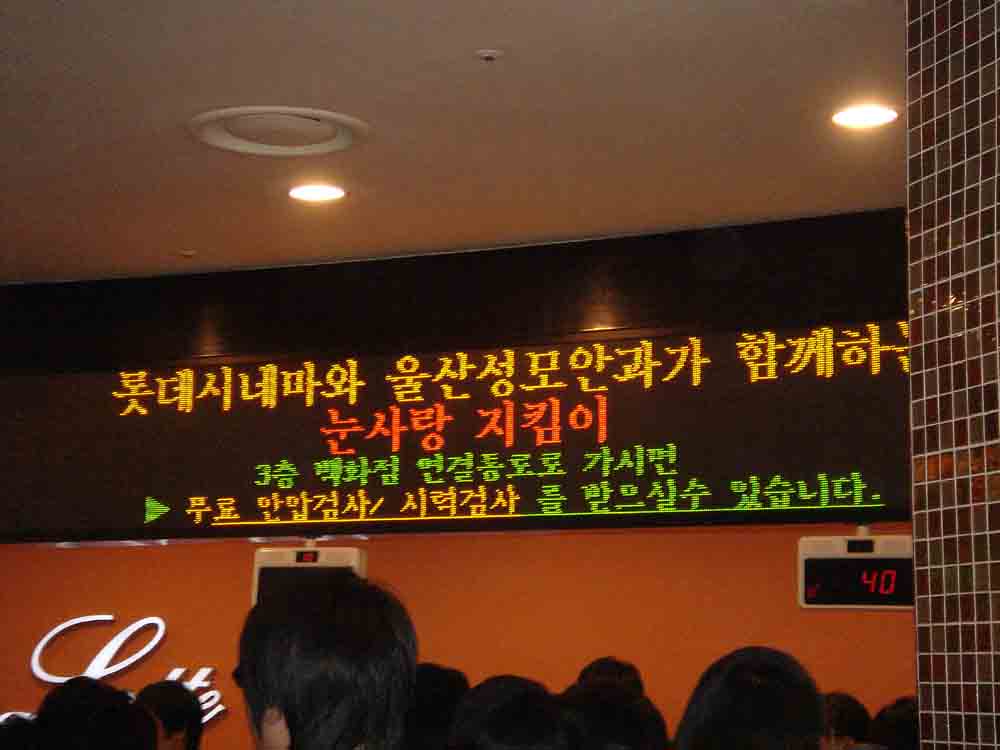 롯데시네마와 울산성모안과가 함께하는
눈사랑 지킴이
3층 백화점 연결통로로 가시면
▶ 무료 안압검사/ 시력검사 를 받으실수 있습니다.
40